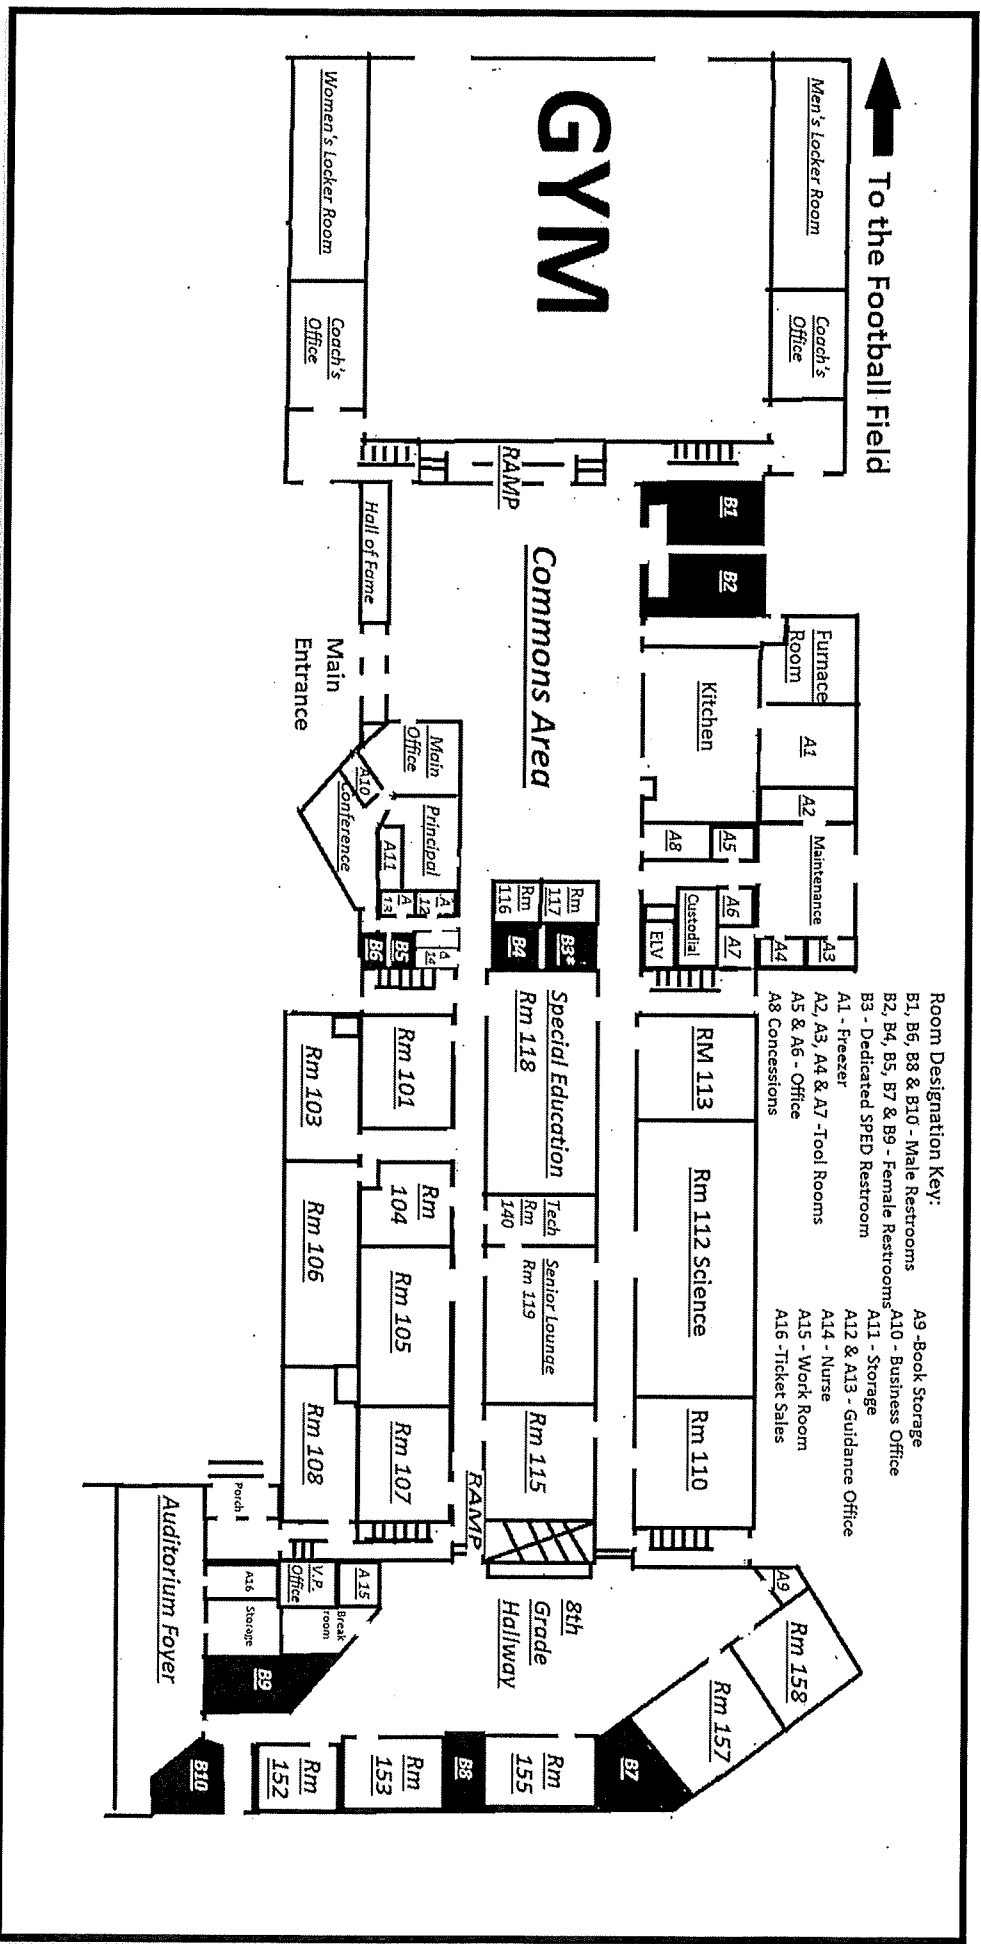 To the Football Field
Men's Locker Room
Coach's
Office
GYM
Women's Locker Room
Coach's
Office
RAMP
B1
B2
Hall of Fame
Commons Area
Main
Entrance
Furnace
Room
Kitchen
A1
A2
Maintenance
A8
A5
A6
A7
A4
A3
Custodial
ELV
Main
Office
A10
Conference
Principal
A11
A
13
A
12
A
14
B6
B5
Rm
117
Rm
116
B3*
B4
Room Designation Key:
B1, B6, B8 & B10 - Male Restrooms
B2, B4, B5, B7 & B9 - Female Restrooms
B3 - Dedicated SPED Restroom
A1 - Freezer
A2, A3, A4 & A7 -Tool Rooms
A5 & A6 - Office
A8 Concessions
A9 -Book Storage
A10 - Business Office
A11 - Storage
A12 & A13 - Guidance Office
A14 - Nurse
A15 - Work Room
A16 -Ticket Sales
RM 113
Rm 112 Science
Rm 110
Special Education
Rm 118
Tech
Rm
140
Senior Lounge
Rm 119
Rm 115
Rm 101
Rm
104
Rm 105
Rm 107
Rm 103
Rm 106
Rm 108
RAMP
Porch
Auditorium Foyer
A16
Storage
V.P.
Office
A15
Break
room
B9
B10
8th
Grade
Hallway
A9
Rm 158
Rm 157
B7
Rm
155
B8
Rm
153
Rm
152